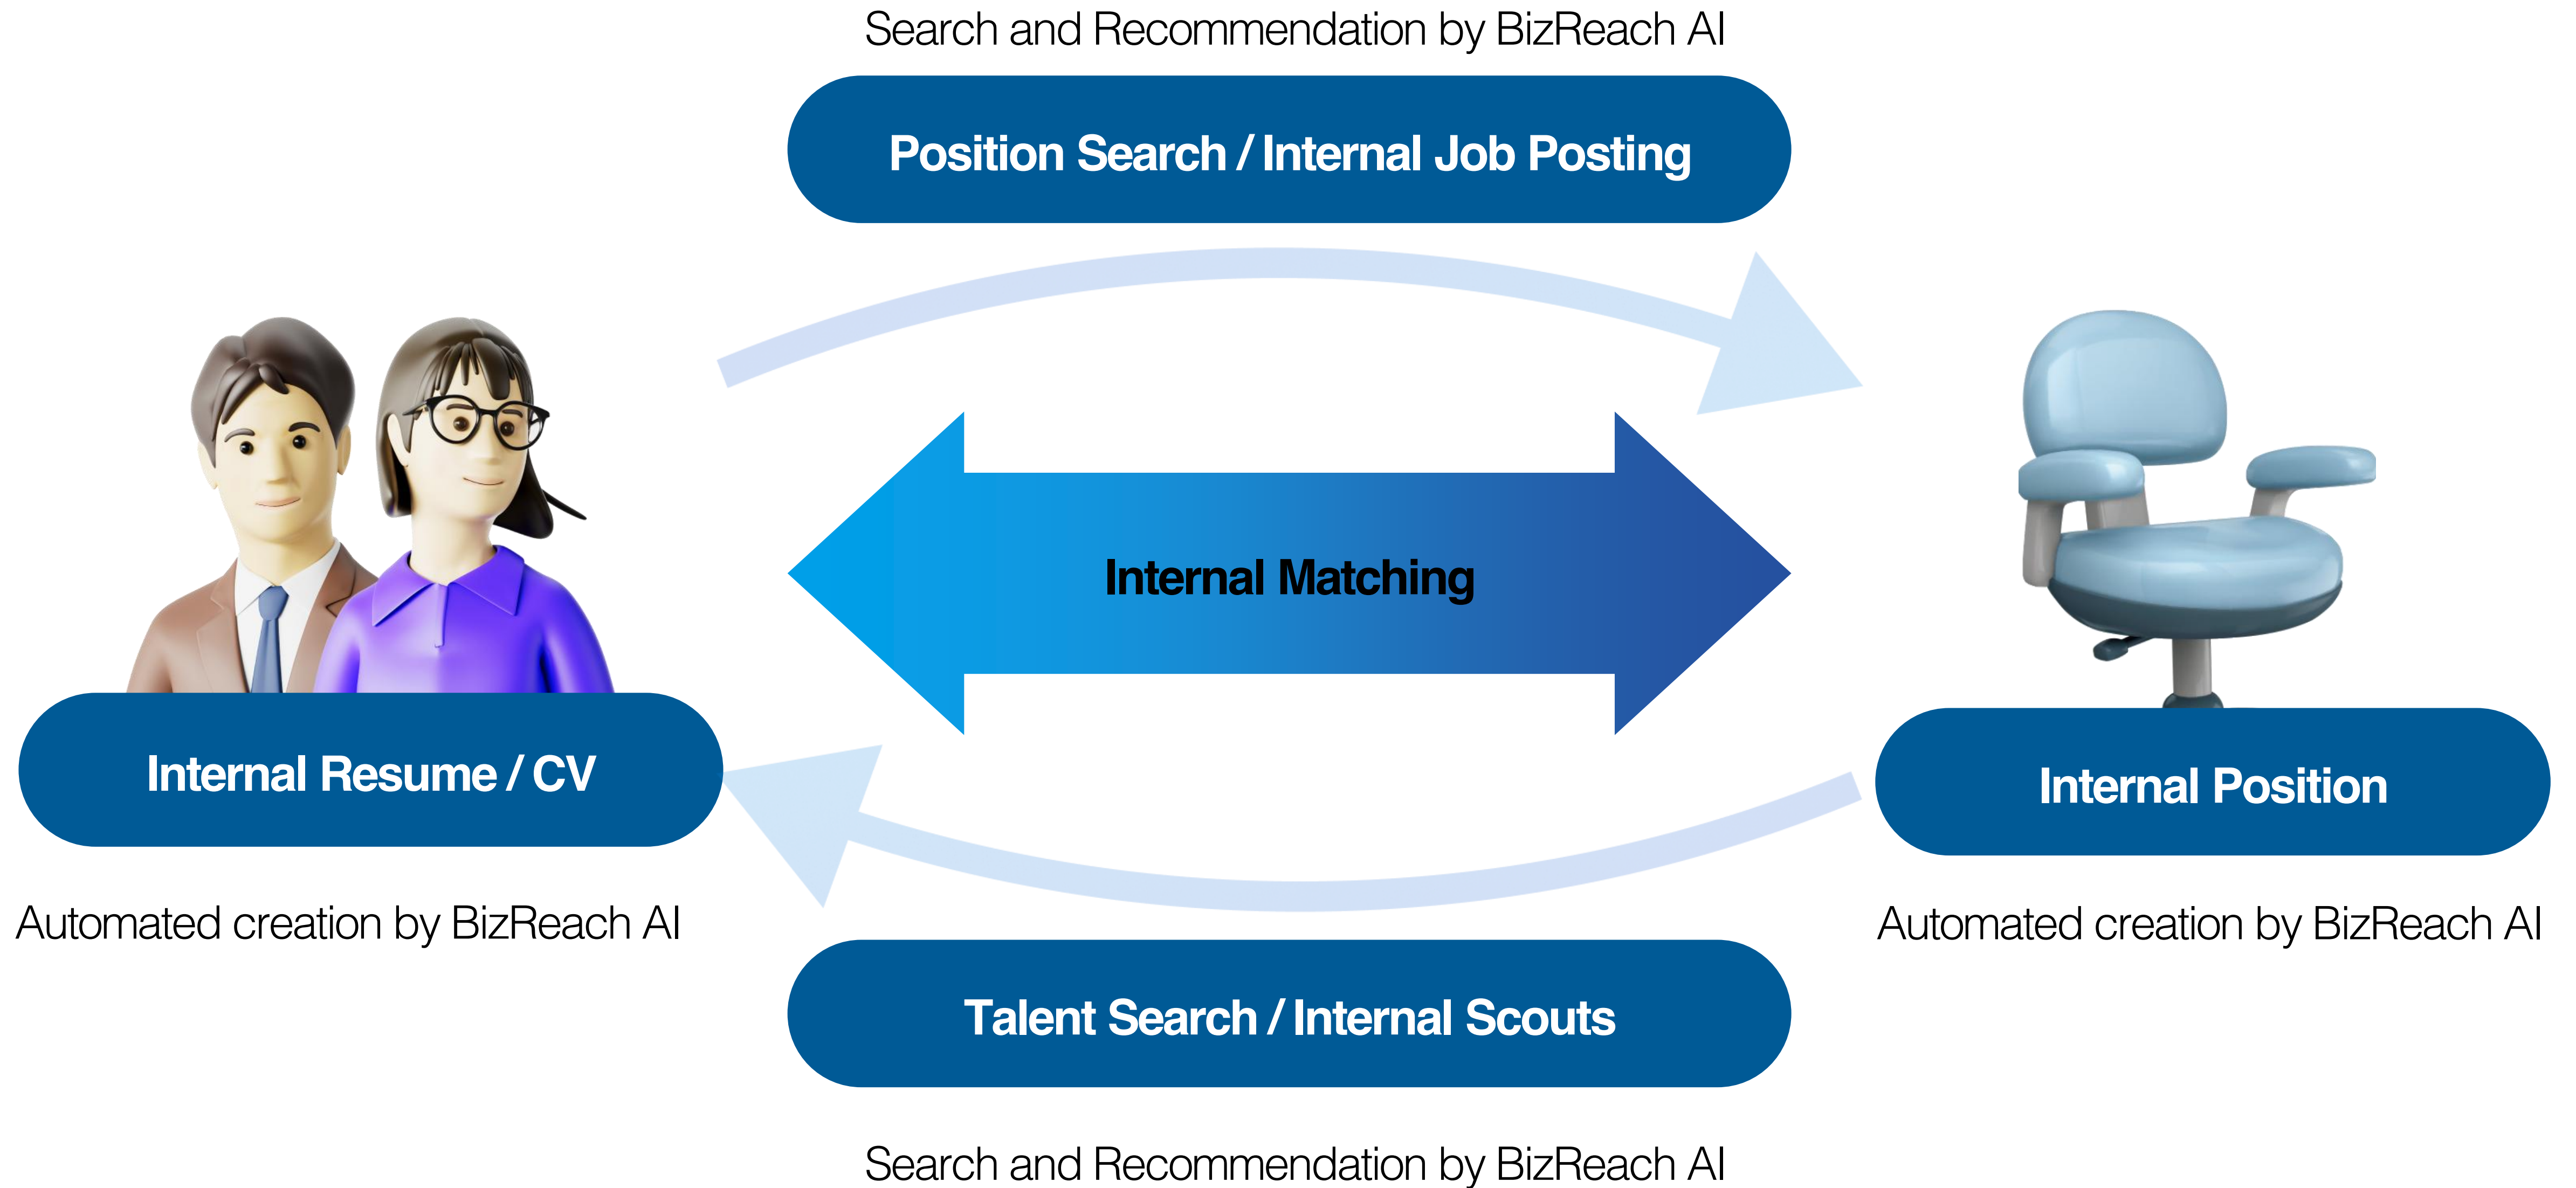 Search and Recommendation by BizReach AI
Position Search / Internal Job Posting
Internal Matching
Internal Resume / CV
Internal Position
Automated creation by BizReach AI
Automated creation by BizReach AI
Talent Search / Internal Scouts
Search and Recommendation by BizReach AI